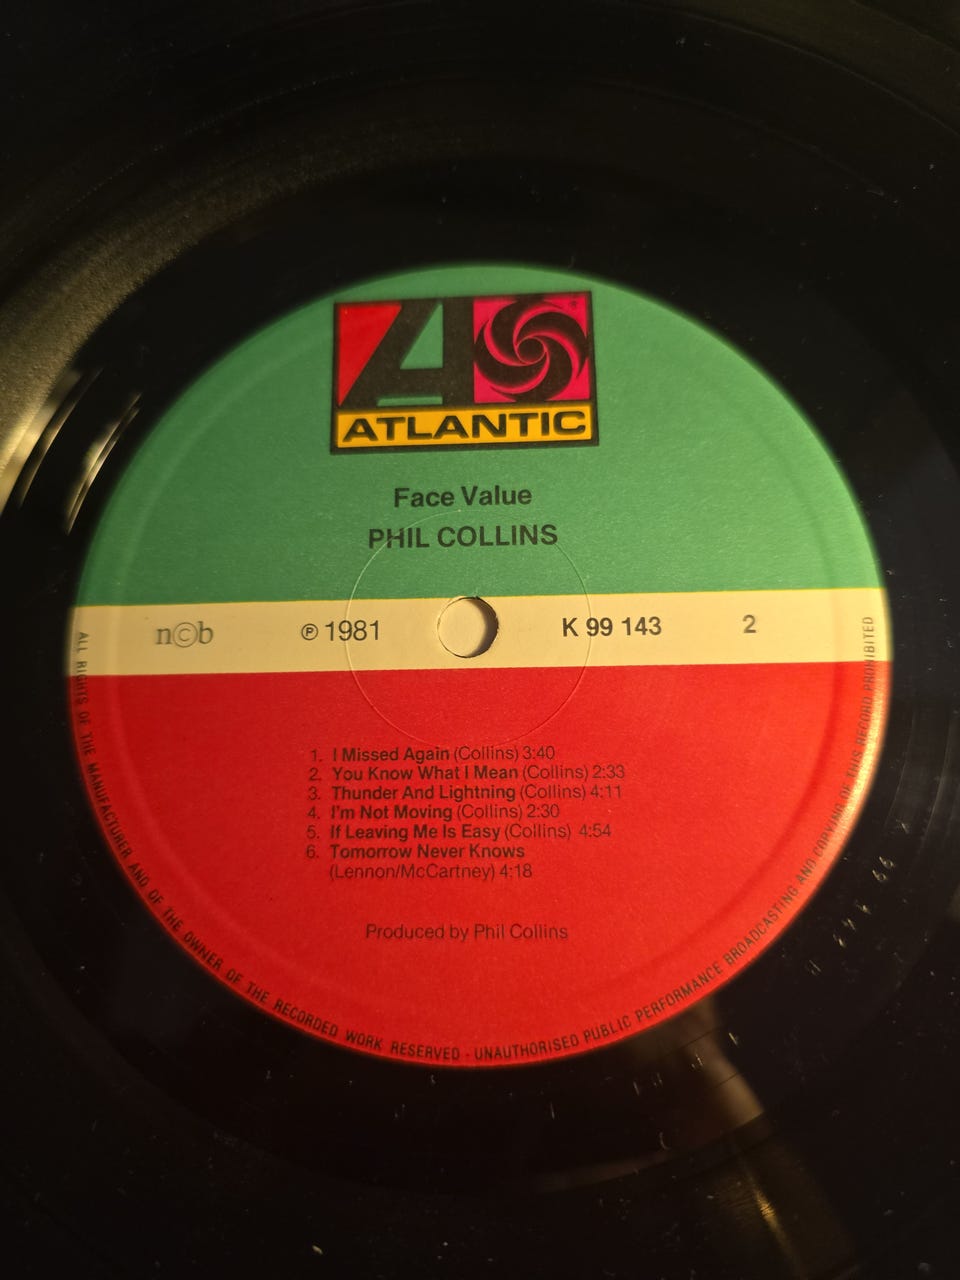 ATLANTIC
Face Value
PHIL COLLINS
n©b ℗ 1981 K 99 143 2
1. I Missed Again (Collins) 3:40
2. You Know What I Mean (Collins) 2:33
3. Thunder And Lightning (Collins) 4:11
4. I'm Not Moving (Collins) 2:30
5. If Leaving Me Is Easy (Collins) 4:54
6. Tomorrow Never Knows
(Lennon/McCartney) 4:18
Produced by Phil Collins
ALL RIGHTS OF THE MANUFACTURER AND OF THE OWNER OF THE RECORDED WORK RESERVED · UNAUTHORISED PUBLIC PERFORMANCE BROADCASTING AND COPYING OF THIS RECORD PROHIBITED